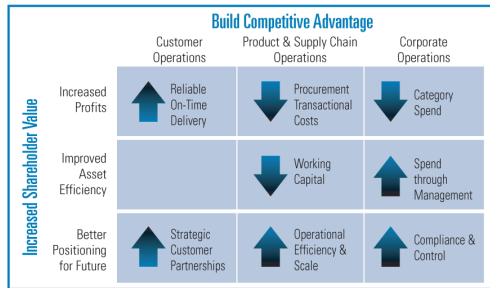 Build Competitive Advantage
Customer
Operations
Product & Supply Chain
Operations
Corporate
Operations
Increased Shareholder Value
Increased
Profits
Reliable
On-Time
Delivery
Procurement
Transactional
Costs
Category
Spend
Improved
Asset
Efficiency
Working
Capital
Spend
through
Management
Better
Positioning
for Future
Strategic
Customer
Partnerships
Operational
Efficiency &
Scale
Compliance &
Control